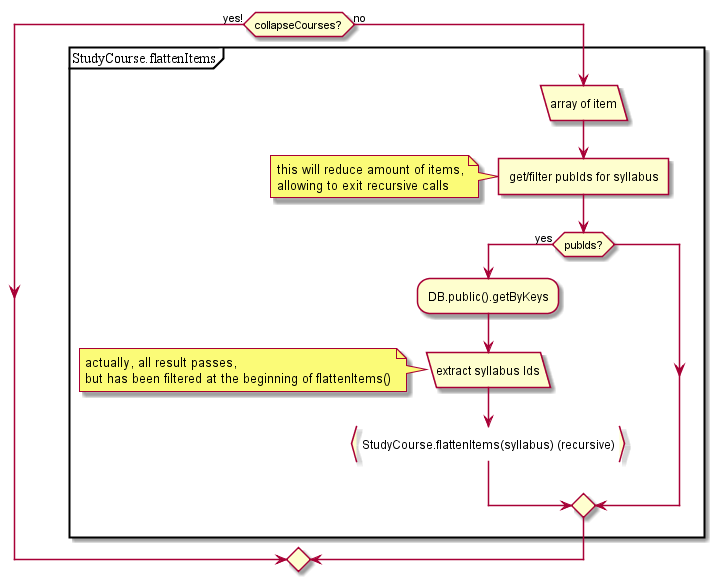 yes!
collapseCourses?
no
StudyCourse.flattenItems
array of item
this will reduce amount of items,
allowing to exit recursive calls
get/filter pubIds for syllabus
yes
pubIds?
DB.public().getByKeys
actually, all result passes,
but has been filtered at the beginning of flattenItems()
extract syllabus Ids
StudyCourse.flattenItems(syllabus) (recursive)